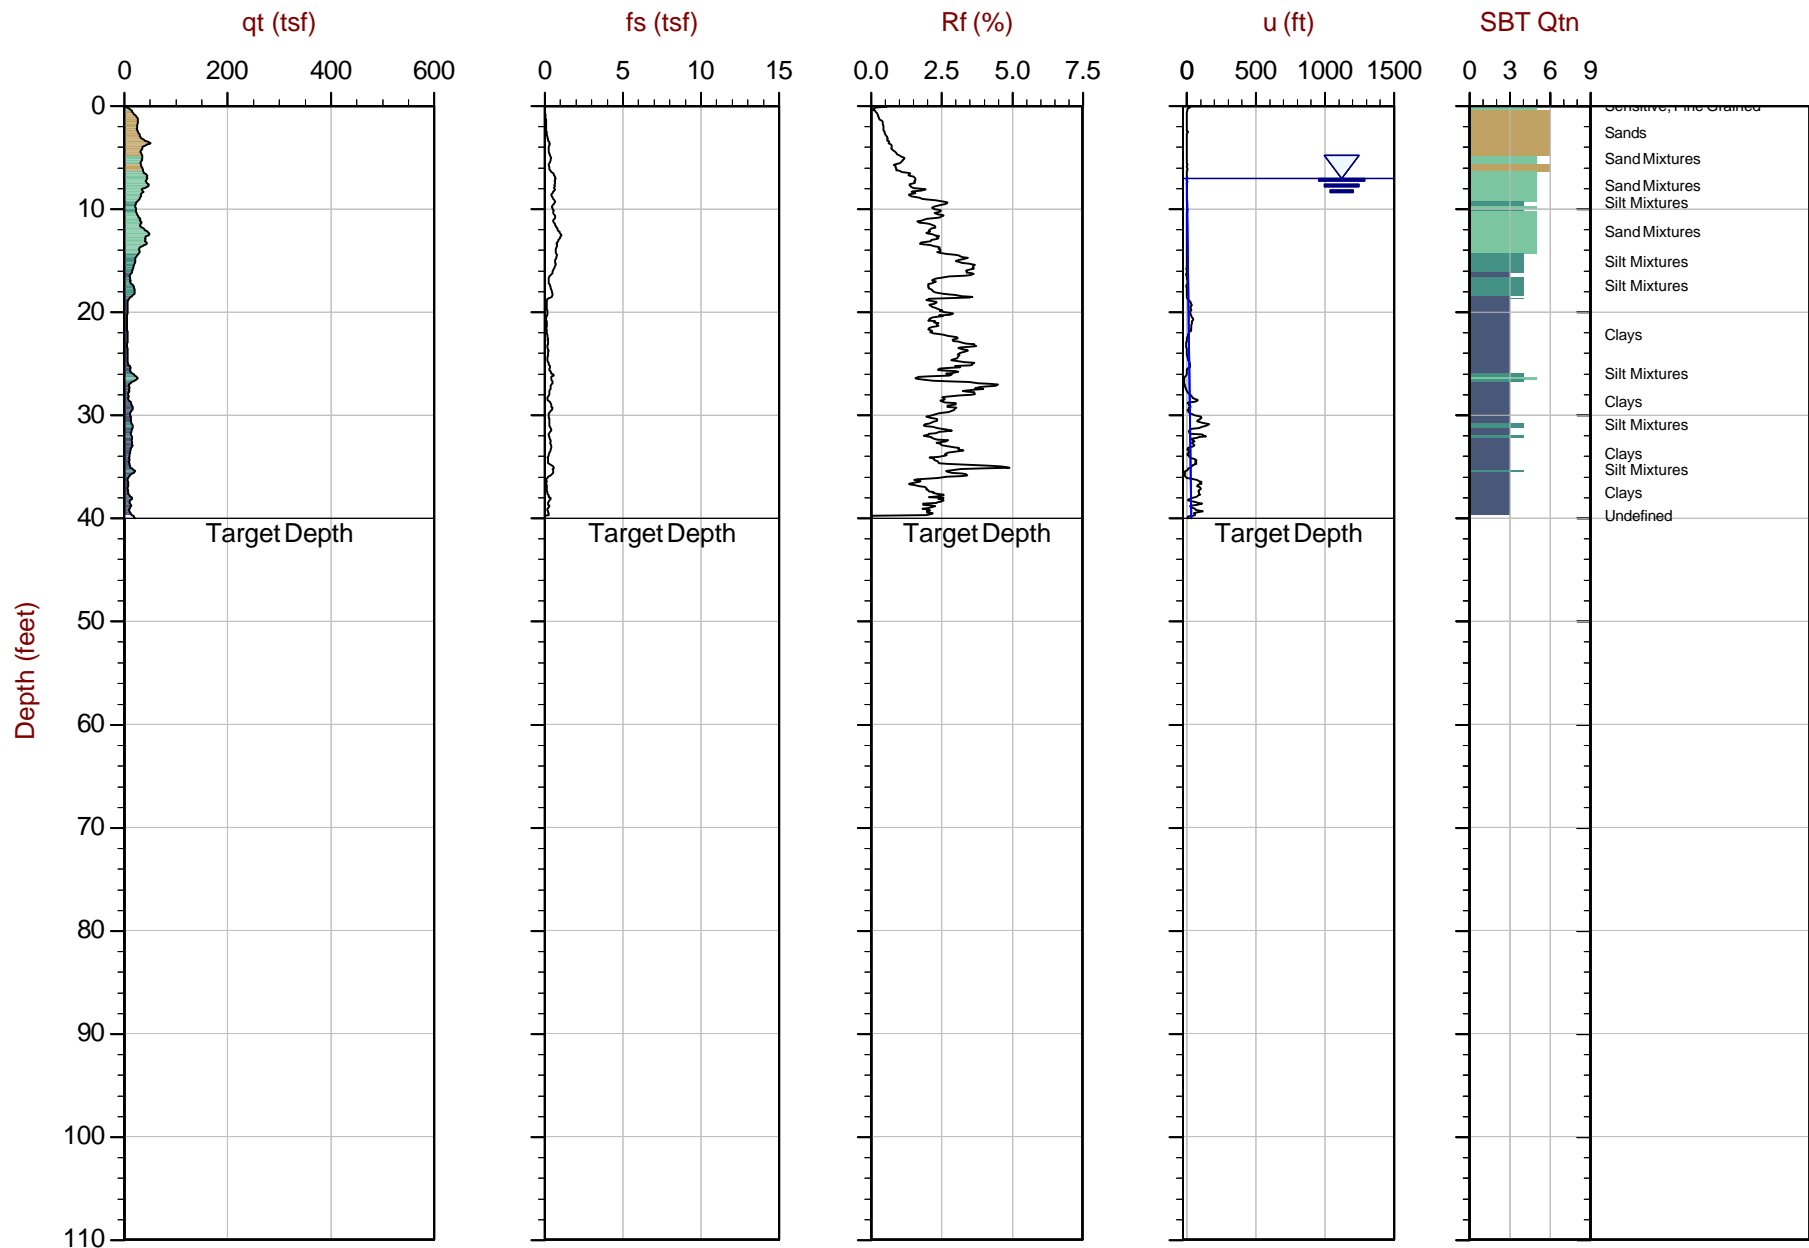 qt (tsf)
fs (tsf)
Rf (%)
u (ft)
SBT Qtn
0 200 400 600
0 5 10 15
0.0 2.5 5.0 7.5
0 500 1000 1500
0 3 6 9
Depth (feet)
0
10
20
30
40
50
60
70
80
90
100
110
Sensitive, Fine Grained
Sands
Sand Mixtures
Sand Mixtures
Silt Mixtures
Sand Mixtures
Silt Mixtures
Silt Mixtures
Clays
Silt Mixtures
Clays
Silt Mixtures
Clays
Silt Mixtures
Clays
Undefined
Target Depth
Target Depth
Target Depth
Target Depth